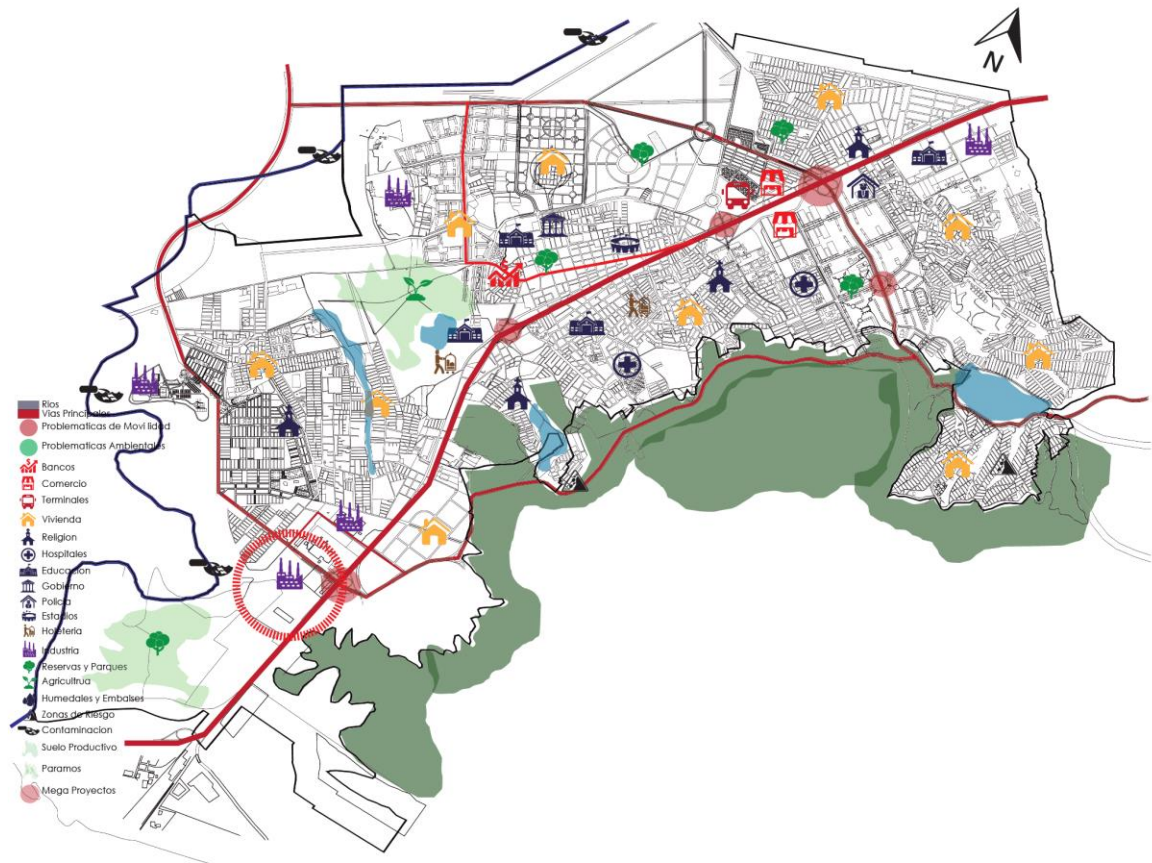 N
Rios
Vias Principales
Problematicas de Movilidad
Problematicas Ambientales
Bancos
Comercio
Terminales
Vivienda
Religion
Hospitales
Educacion
Gobierno
Policia
Estadios
Hoteleria
Industria
Reservas y Parques
Agricultrua
Humedales y Embalses
Zonas de Riesgo
Contaminacion
Suelo Productivo
Paramos
Mega Proyectos